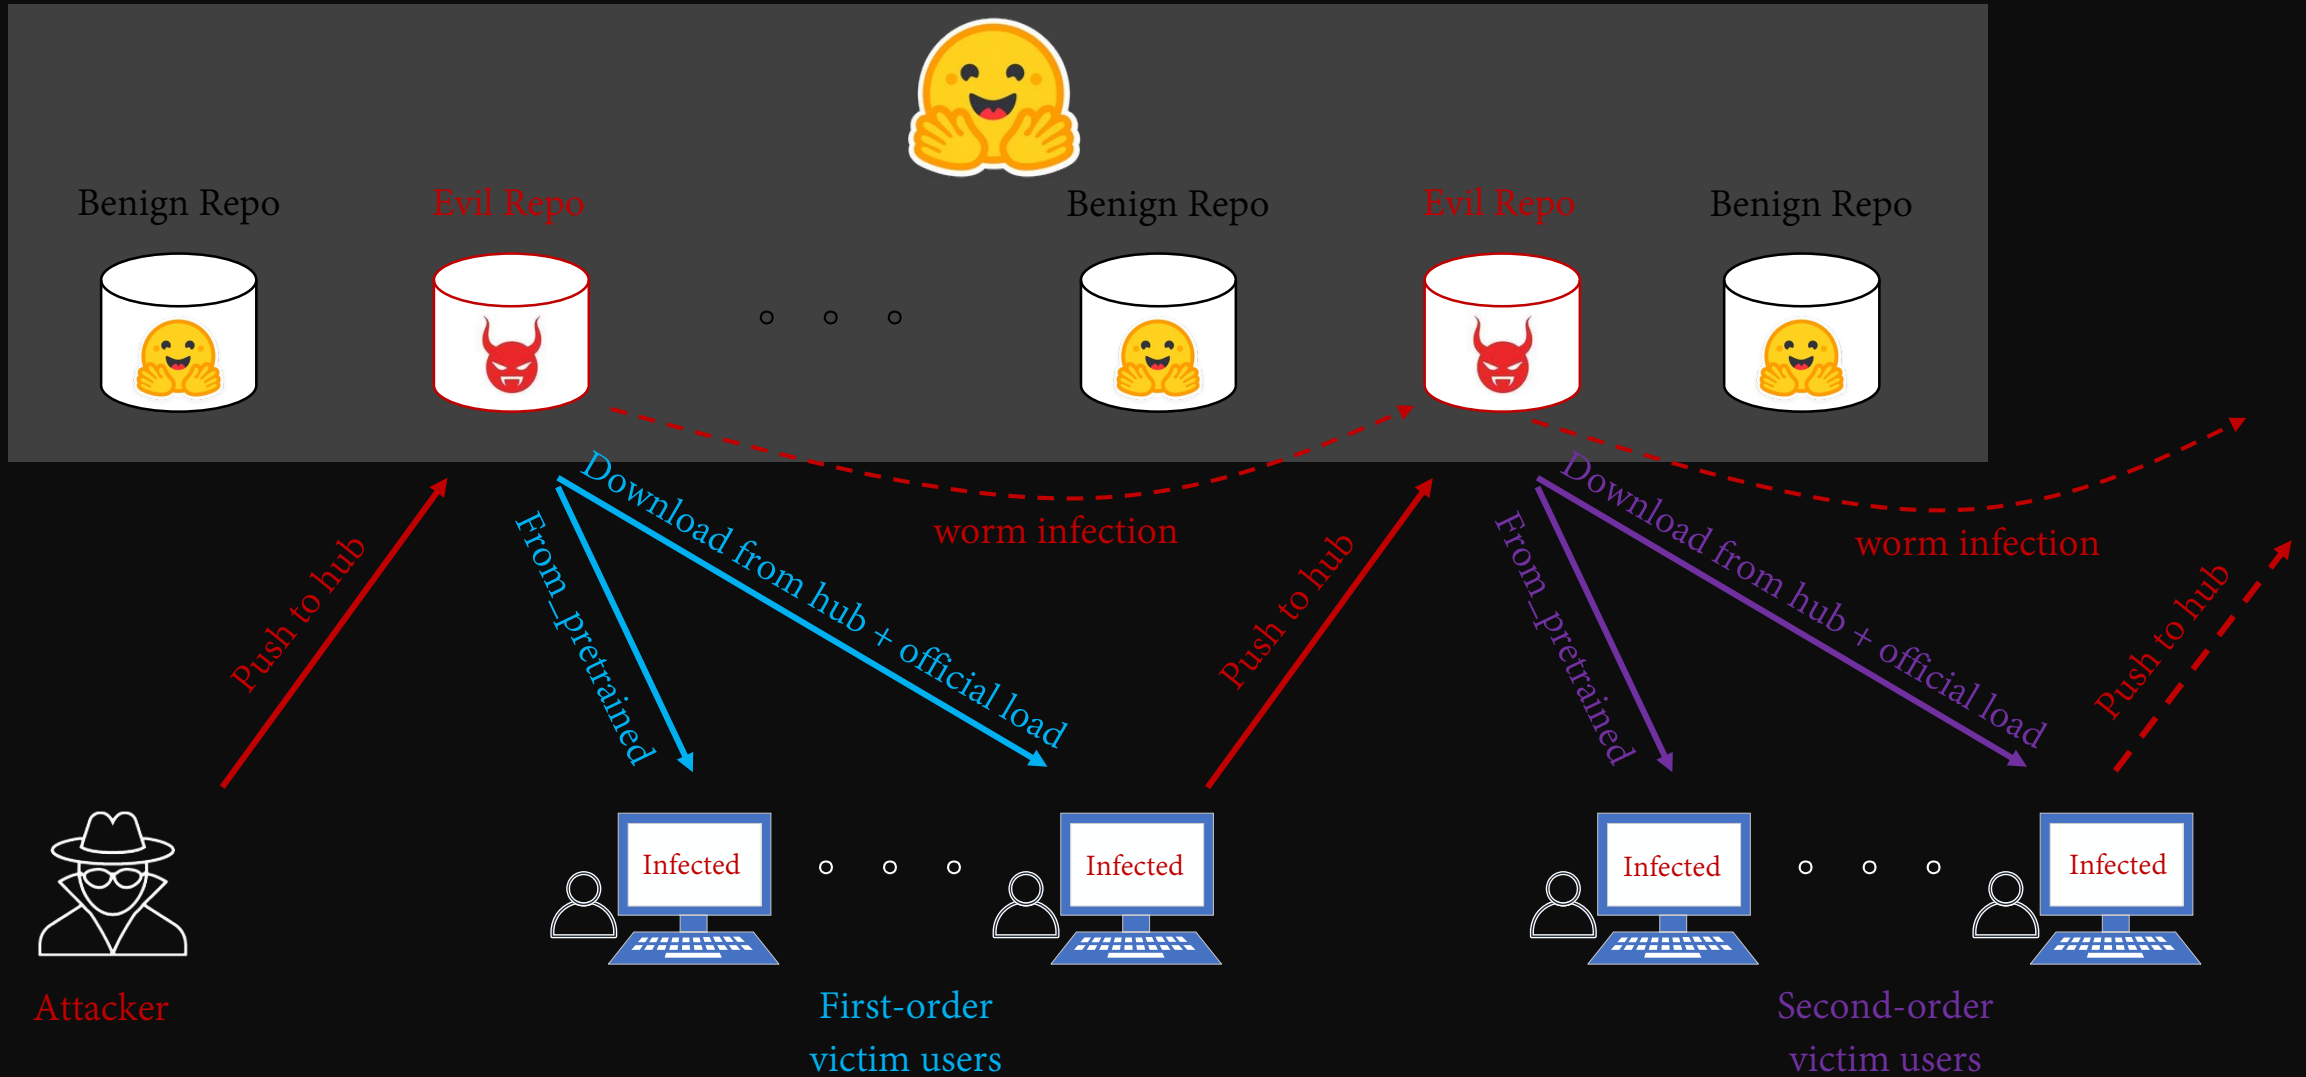 Benign Repo
Evil Repo
Benign Repo
Evil Repo
Benign Repo
Push to hub
From_pretrained
Download from hub + official load
worm infection
Push to hub
From_pretrained
Download from hub + official load
worm infection
Push to hub
Infected
Infected
Infected
Infected
Attacker
First-order
victim users
Second-order
victim users